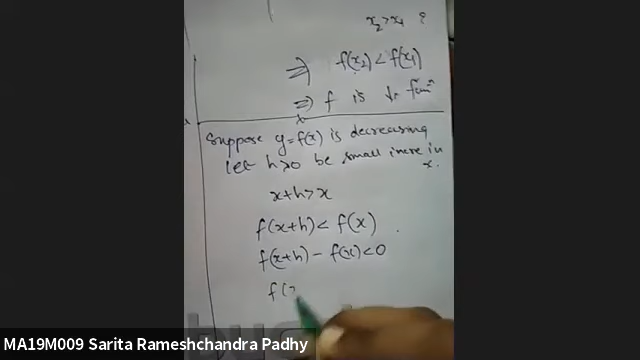 x₂>x₁ ?
⇒ f(x₂) < f(x₁)
⇒ f is ↓r func^n
Suppose y=f(x) is decreasing
Let h>0 be small incre in x.
x+h>x
f(x+h) < f(x).
f(x+h) - f(x) < 0
f(
MA19M009 Sarita Rameshchandra Padhy